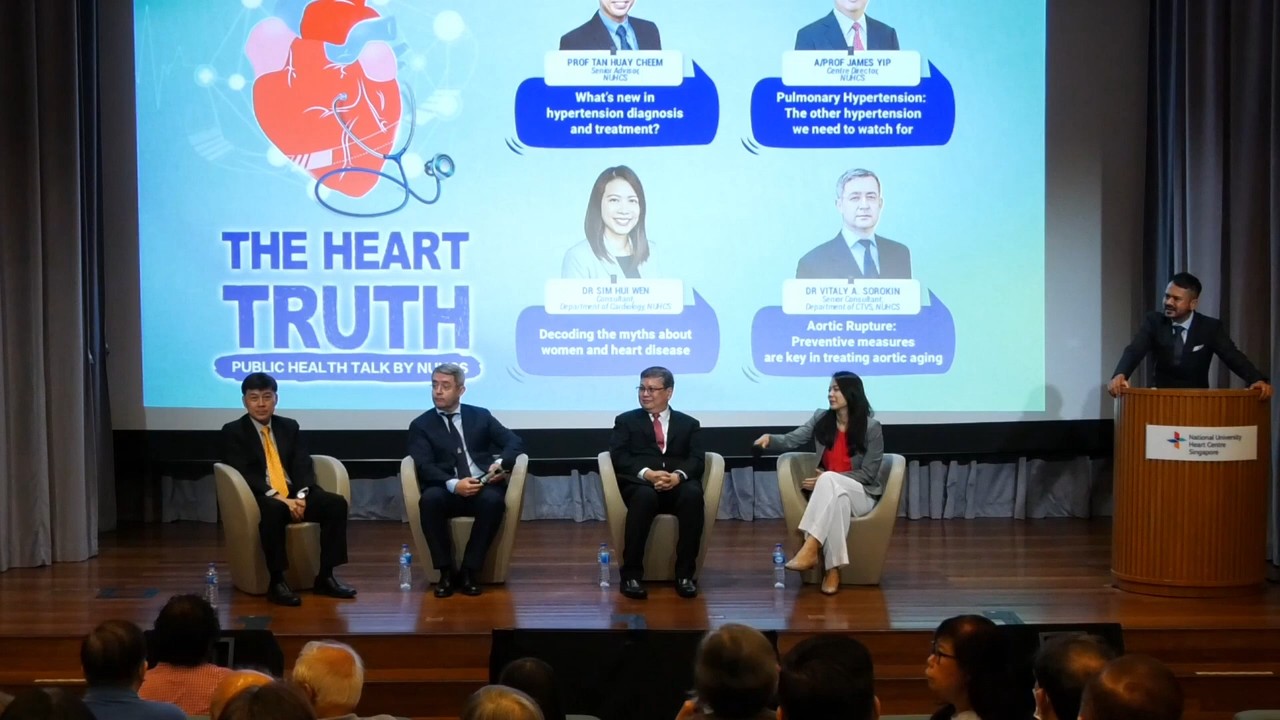 PROF TAN HUAY CHEEM
Senior Advisor,
NUHCS
What's new in
hypertension diagnosis
and treatment?
A/PROF JAMES YIP
Centre Director,
NUHCS
Pulmonary Hypertension:
The other hypertension
we need to watch for
THE HEART
TRUTH
PUBLIC HEALTH TALK BY
DR SIM HUI WEN
Consultant,
Department of Cardiology NUHCS
Decoding the myths about
women and heart disease
DR VITALY A. SOROKIN
Senior Consultant,
Department of CTVS, NUHCS
Aortic Rupture:
Preventive measures
are key in treating aortic aging
National University
Heart Centre
Singapore